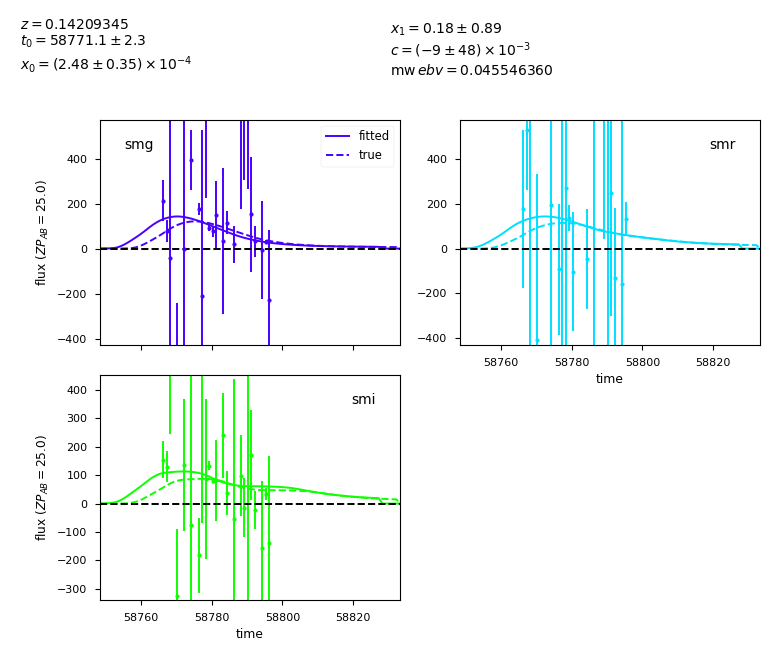 z = 0.14209345
t₀ = 58771.1 ± 2.3
x₀ = (2.48 ± 0.35) × 10⁻⁴
x₁ = 0.18 ± 0.89
c = (−9 ± 48) × 10⁻³
mw ebv = 0.045546360
smg
fitted
true
flux (ZP_AB = 25.0)
400
200
0
−200
−400
smr
400
200
0
−200
−400
58760 58780 58800 58820
time
smi
flux (ZP_AB = 25.0)
400
300
200
100
0
−100
−200
−300
58760 58780 58800 58820
time